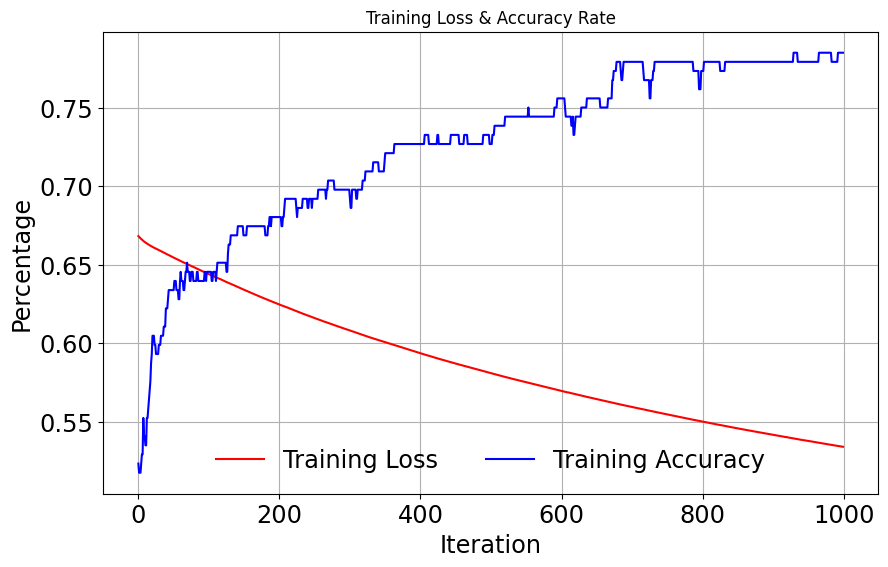 Training Loss & Accuracy Rate
Percentage
0.75
0.70
0.65
0.60
0.55
Training Loss
Training Accuracy
0
200
400
600
800
1000
Iteration